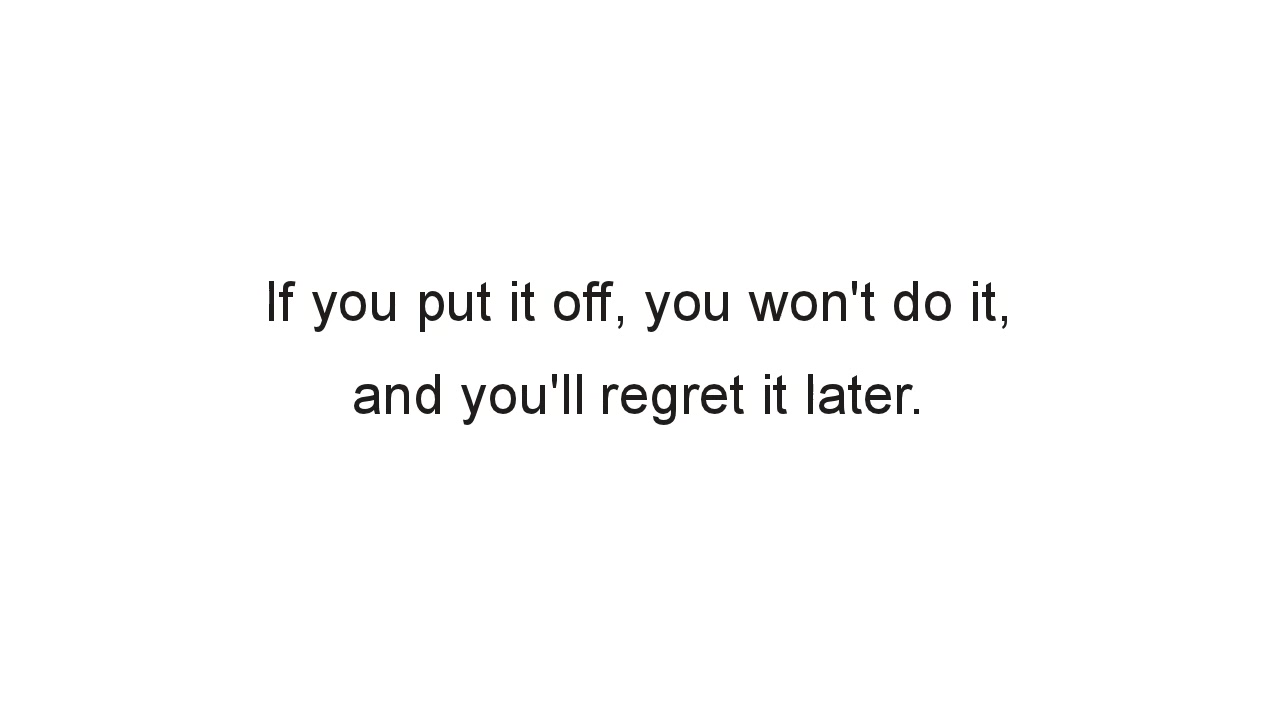 If you put it off, you won't do it,
and you'll regret it later.